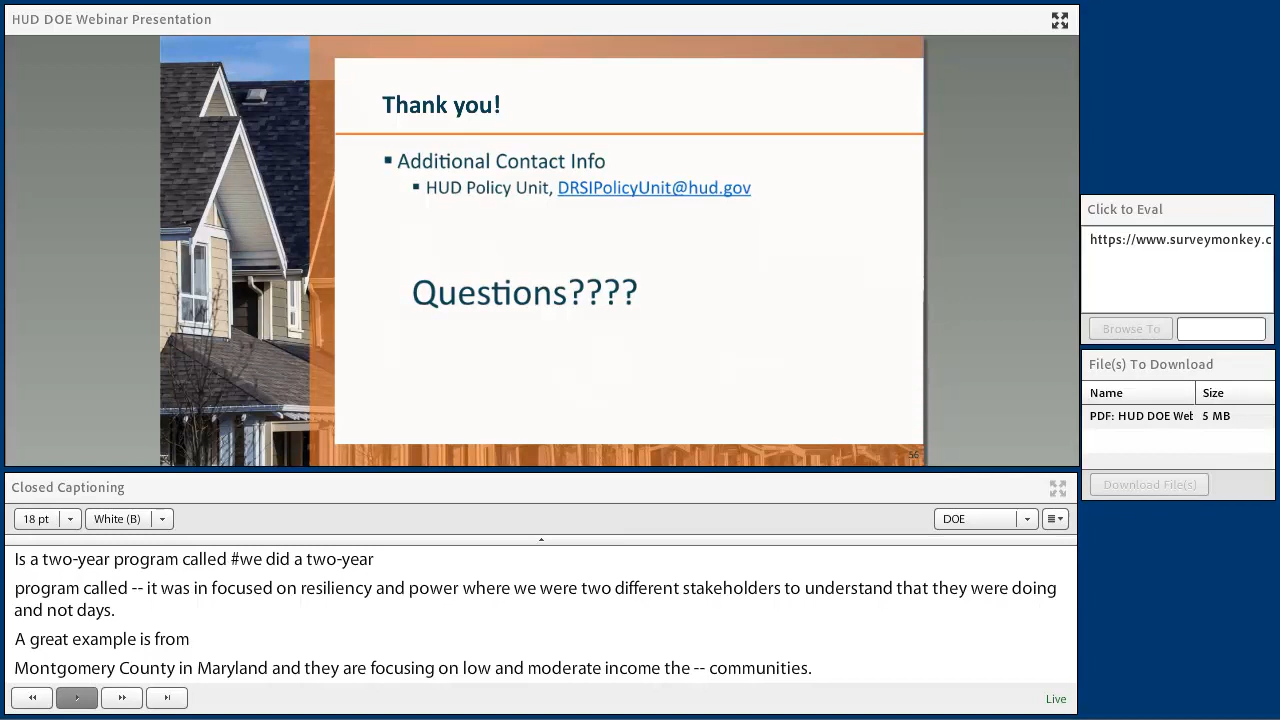 HUD DOE Webinar Presentation
Thank you!
Additional Contact Info
HUD Policy Unit, DRSIPolicyUnit@hud.gov
Questions????
56
Click to Eval
https://www.surveymonkey.c
Browse To
File(s) To Download
Name Size
PDF: HUD DOE Wet 5 MB
Download File(s)
Closed Captioning
18 pt White (B) DOE
Is a two-year program called #we did a two-year
program called -- it was in focused on resiliency and power where we were two different stakeholders to understand that they were doing
and not days.
A great example is from
Montgomery County in Maryland and they are focusing on low and moderate income the -- communities.
Live